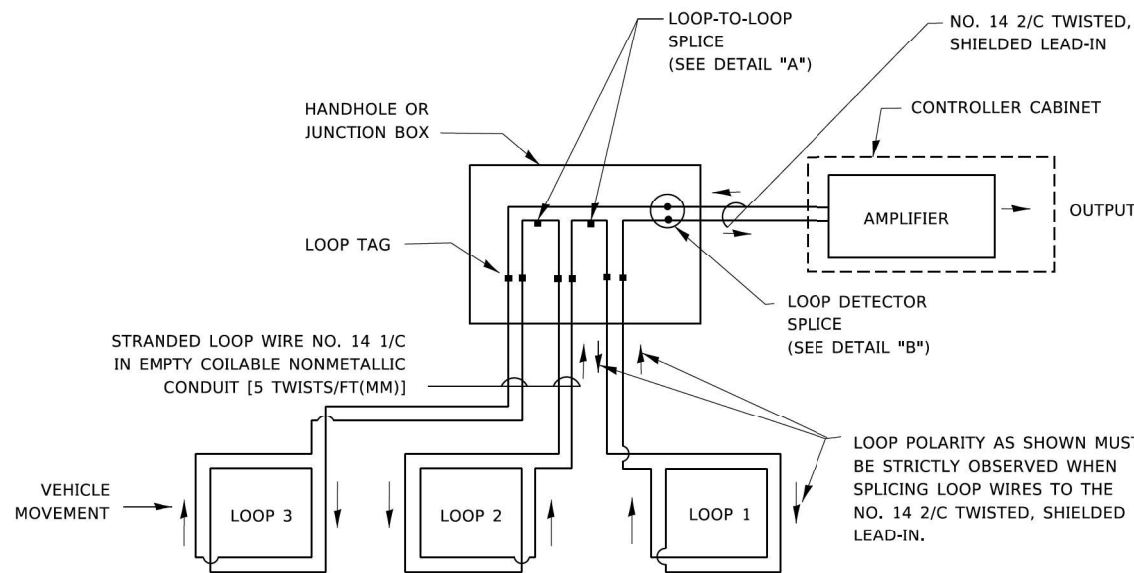 LOOP-TO-LOOP
SPLICE
(SEE DETAIL "A")
NO. 14 2/C TWISTED,
SHIELDED LEAD-IN
HANDHOLE OR
JUNCTION BOX
CONTROLLER CABINET
AMPLIFIER
OUTPUT
LOOP TAG
LOOP DETECTOR
SPLICE
(SEE DETAIL "B")
STRANDED LOOP WIRE NO. 14 1/C
IN EMPTY COILABLE NONMETALLIC
CONDUIT [5 TWISTS/FT(MM)]
LOOP POLARITY AS SHOWN MUST
BE STRICTLY OBSERVED WHEN
SPLICING LOOP WIRES TO THE
NO. 14 2/C TWISTED, SHIELDED
LEAD-IN.
VEHICLE
MOVEMENT
LOOP 3
LOOP 2
LOOP 1